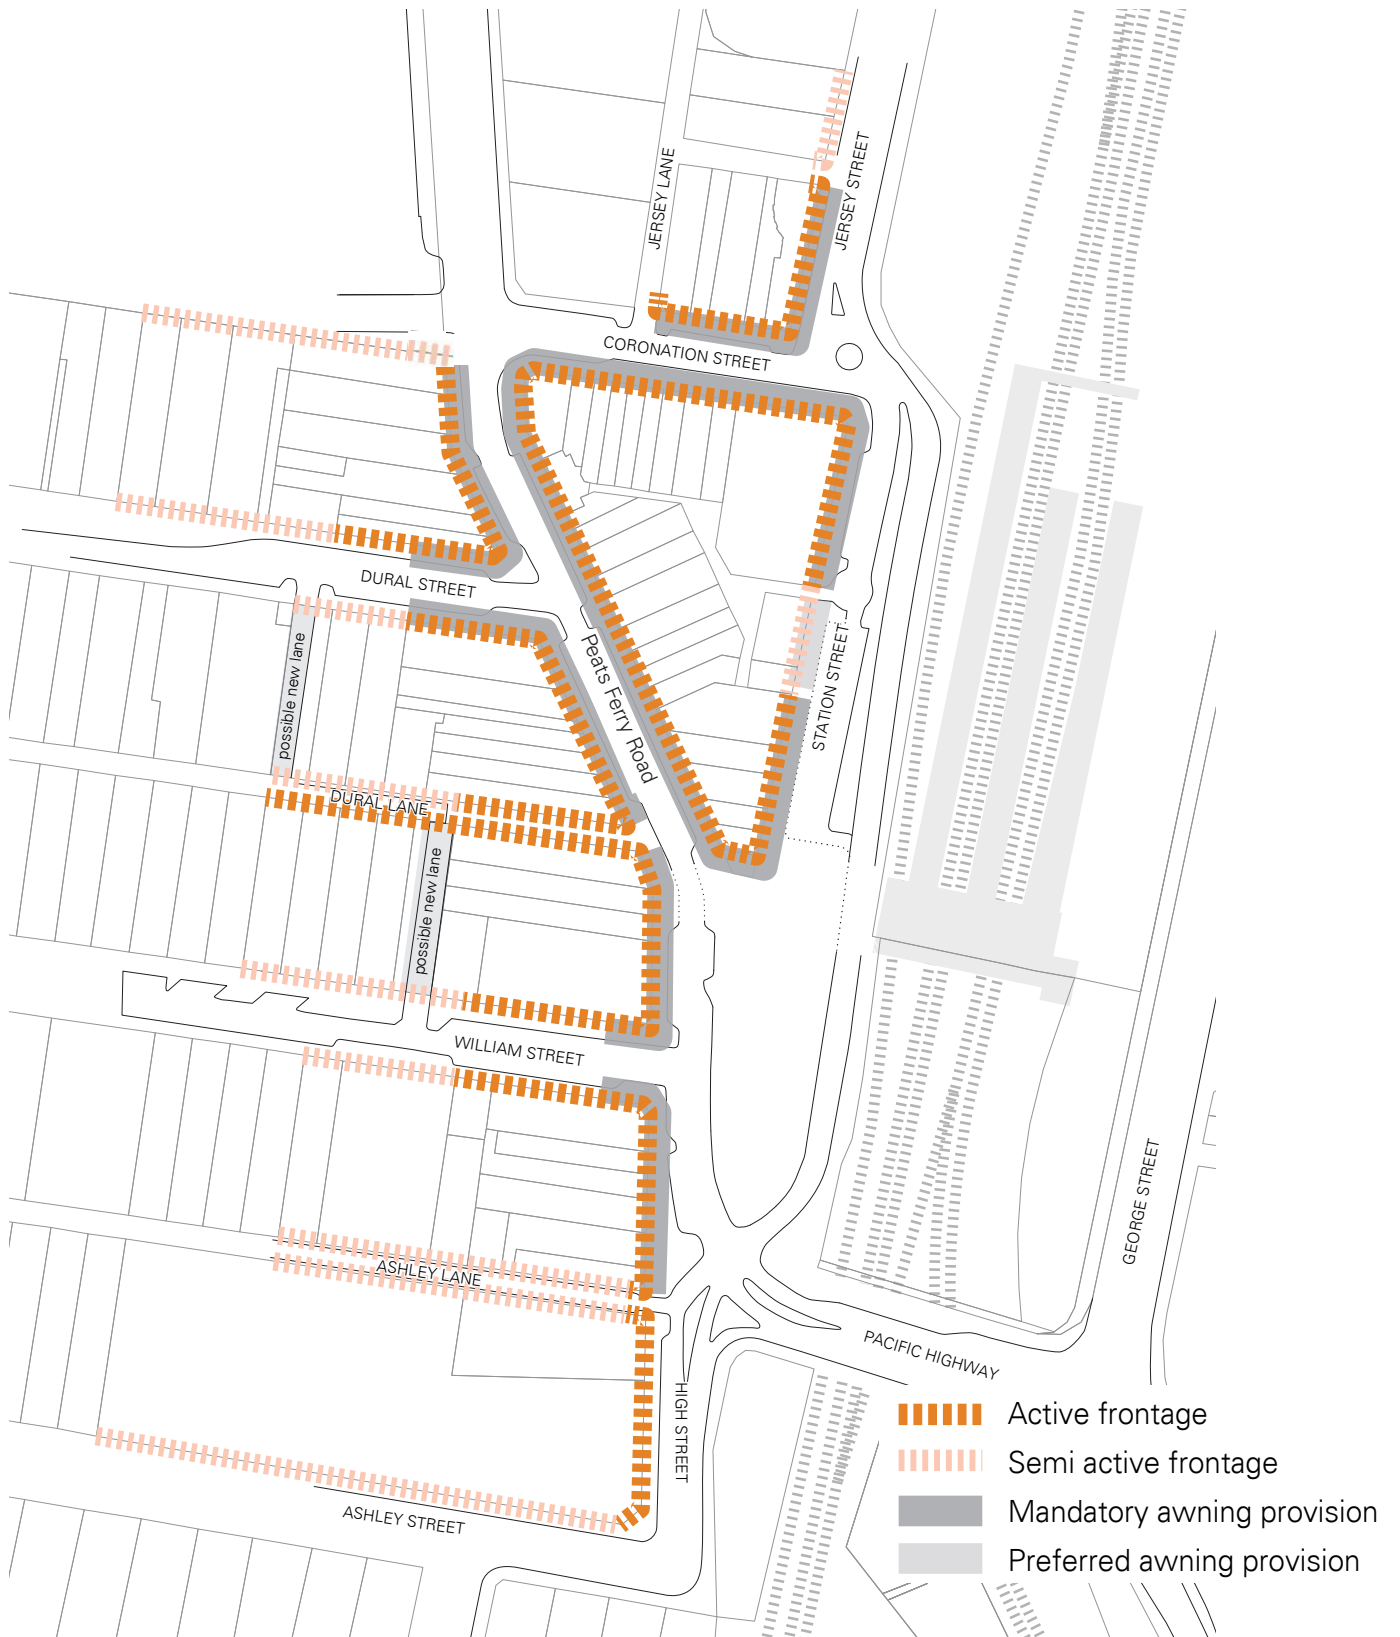 JERSEY LANE
JERSEY STREET
CORONATION STREET
DURAL STREET
possible new lane
Peats Ferry Road
STATION STREET
DURAL LANE
possible new lane
WILLIAM STREET
GEORGE STREET
ASHLEY LANE
PACIFIC HIGHWAY
HIGH STREET
ASHLEY STREET
Active frontage
Semi active frontage
Mandatory awning provision
Preferred awning provision